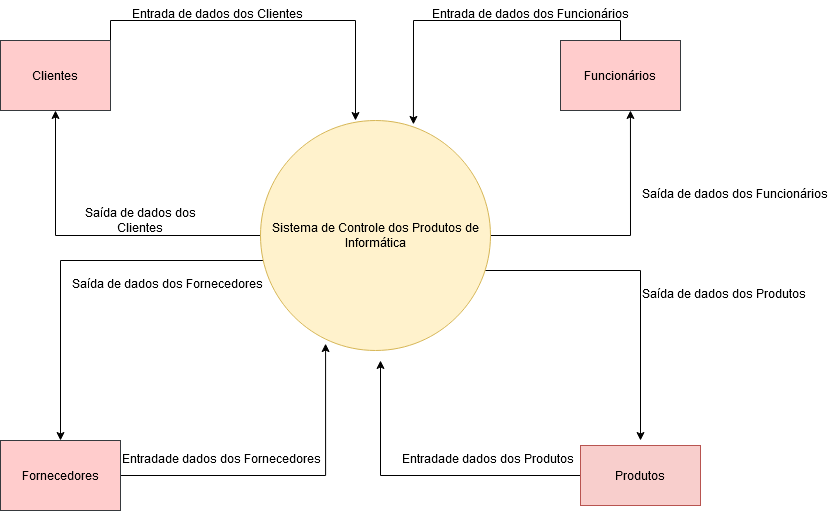 Entrada de dados dos Clientes
Entrada de dados dos Funcionários
Clientes
Funcionários
Saída de dados dos Funcionários
Saída de dados dos
Clientes
Sistema de Controle dos Produtos de
Informática
Saída de dados dos Fornecedores
Saída de dados dos Produtos
Entradade dados dos Fornecedores
Entradade dados dos Produtos
Fornecedores
Produtos